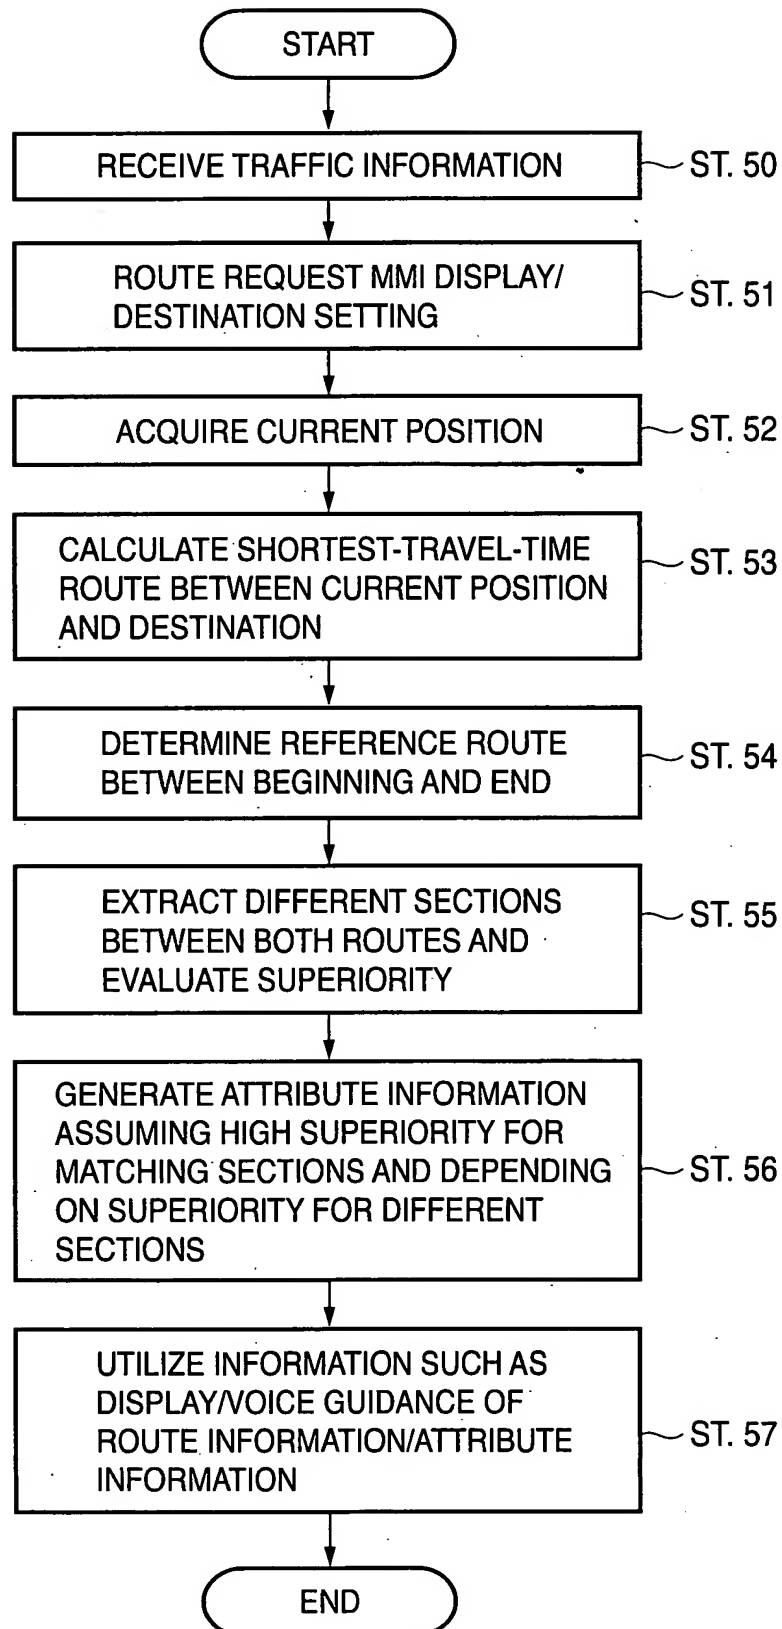 START
RECEIVE TRAFFIC INFORMATION
ST. 50
ROUTE REQUEST MMI DISPLAY/
DESTINATION SETTING
ST. 51
ACQUIRE CURRENT POSITION
ST. 52
CALCULATE SHORTEST-TRAVEL-TIME
ROUTE BETWEEN CURRENT POSITION
AND DESTINATION
ST. 53
DETERMINE REFERENCE ROUTE
BETWEEN BEGINNING AND END
ST. 54
EXTRACT DIFFERENT SECTIONS
BETWEEN BOTH ROUTES AND
EVALUATE SUPERIORITY
ST. 55
GENERATE ATTRIBUTE INFORMATION
ASSUMING HIGH SUPERIORITY FOR
MATCHING SECTIONS AND DEPENDING
ON SUPERIORITY FOR DIFFERENT
SECTIONS
ST. 56
UTILIZE INFORMATION SUCH AS
DISPLAY/VOICE GUIDANCE OF
ROUTE INFORMATION/ATTRIBUTE
INFORMATION
ST. 57
END